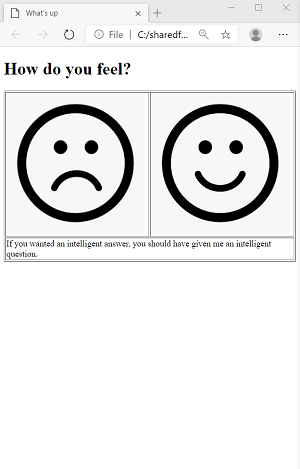 What's up
File | C:/sharedf...
How do you feel?
If you wanted an intelligent answer, you should have given me an intelligent
question.